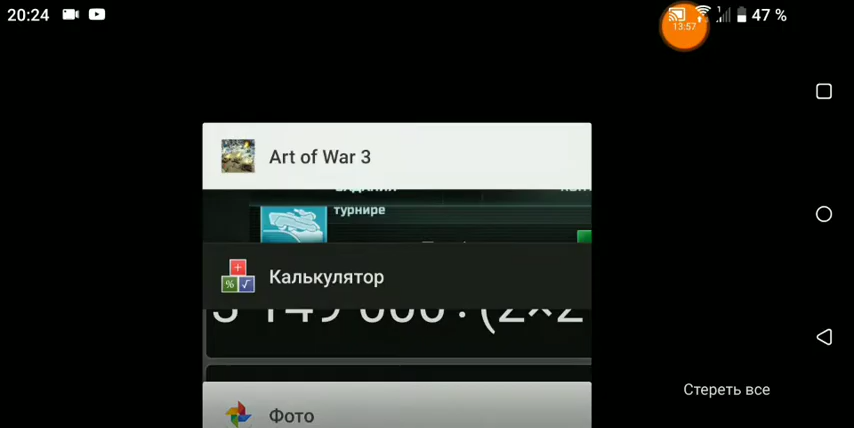 20:24
13:57
47 %
Art of War 3
турнире
Калькулятор
% √
Фото
Стереть все